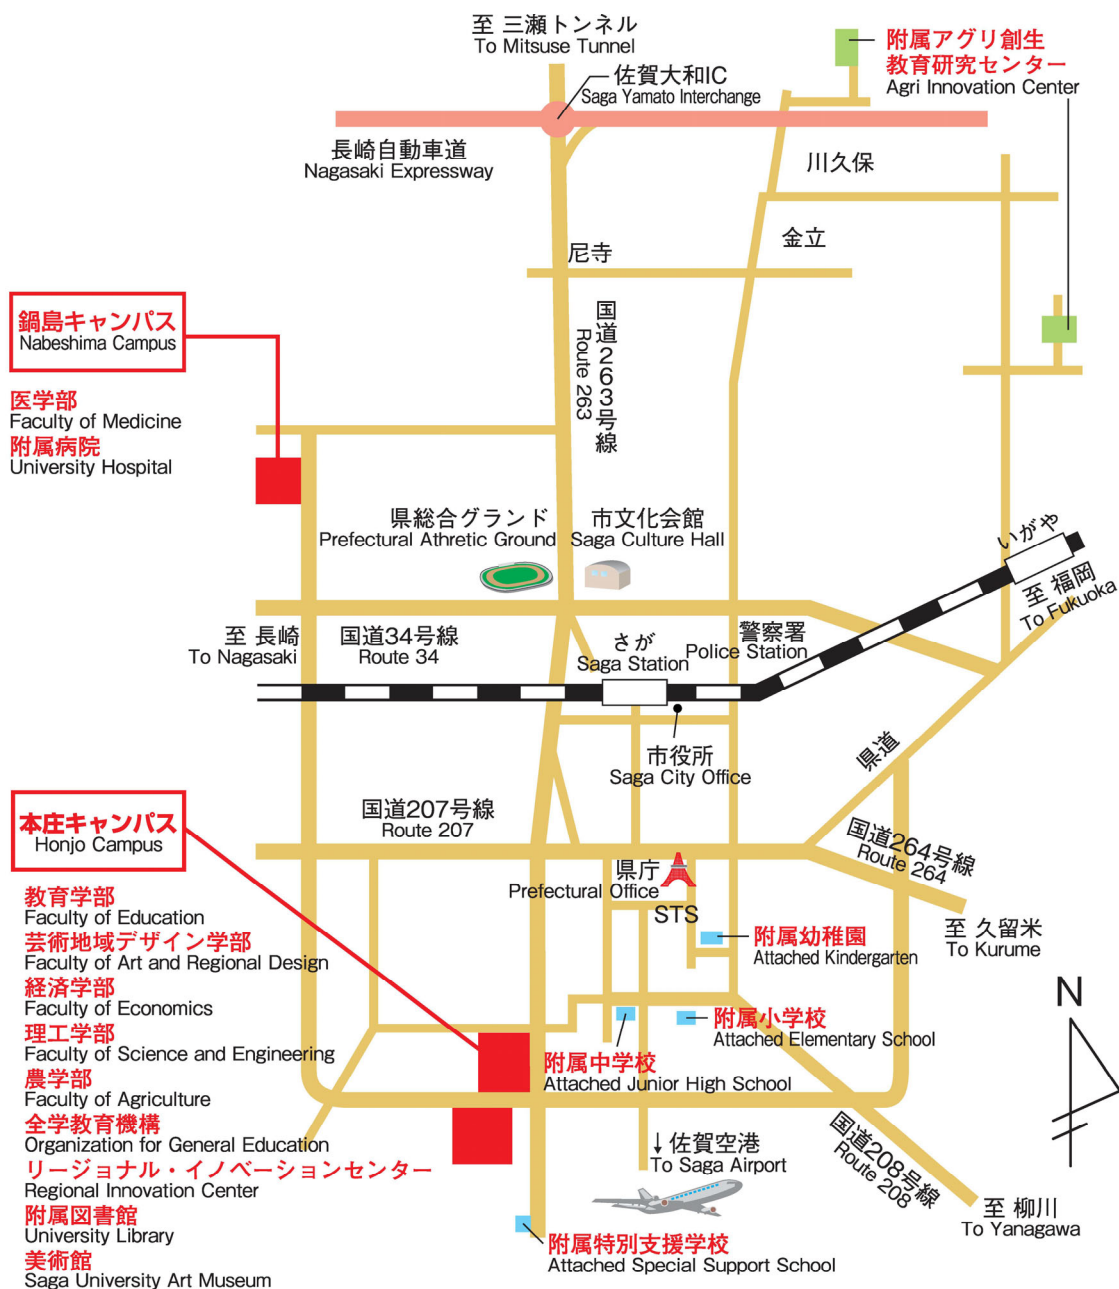 至 三瀬トンネル
To Mitsuse Tunnel
附属アグリ創生
教育研究センター
Agri Innovation Center
佐賀大和IC
Saga Yamato Interchange
長崎自動車道
Nagasaki Expressway
川久保
金立
尼寺
国道263号線
Route 263
鍋島キャンパス
Nabeshima Campus
医学部
Faculty of Medicine
附属病院
University Hospital
県総合グランド
Prefectural Athretic Ground
市文化会館
Saga Culture Hall
いがや
至 福岡
To Fukuoka
至 長崎
To Nagasaki
国道34号線
Route 34
さが
Saga Station
警察署
Police Station
市役所
Saga City Office
県道
国道207号線
Route 207
国道264号線
Route 264
至 久留米
To Kurume
県庁
Prefectural Office
STS
附属幼稚園
Attached Kindergarten
本庄キャンパス
Honjo Campus
教育学部
Faculty of Education
芸術地域デザイン学部
Faculty of Art and Regional Design
経済学部
Faculty of Economics
理工学部
Faculty of Science and Engineering
農学部
Faculty of Agriculture
全学教育機構
Organization for General Education
リージョナル・イノベーションセンター
Regional Innovation Center
附属図書館
University Library
美術館
Saga University Art Museum
附属小学校
Attached Elementary School
附属中学校
Attached Junior High School
N
↓佐賀空港
To Saga Airport
国道208号線
Route 208
至 柳川
To Yanagawa
附属特別支援学校
Attached Special Support School